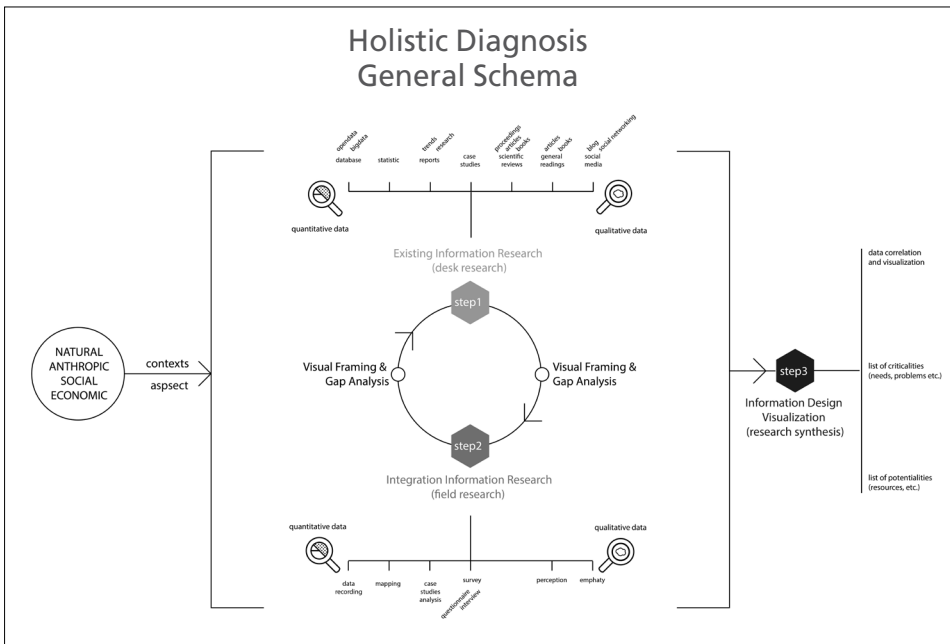 Holistic Diagnosis
General Schema
opendata
bigdata
database
statistic
trends
research
reports
case
studies
proceedings
articles
books
scientific
reviews
articles
books
general
readings
blog
social networking
social
media
quantitative data
qualitative data
Existing Information Research
(desk research)
step1
NATURAL
ANTHROPIC
SOCIAL
ECONOMIC
contexts
aspsect
Visual Framing &
Gap Analysis
Visual Framing &
Gap Analysis
step2
Integration Information Research
(field research)
quantitative data
qualitative data
data
recording
mapping
case
studies
analysis
survey
questionnaire
interview
perception
emphaty
step3
Information Design
Visualization
(research synthesis)
data correlation
and visualization
list of criticalities
(needs, problems etc.)
list of potentialities
(resources, etc.)